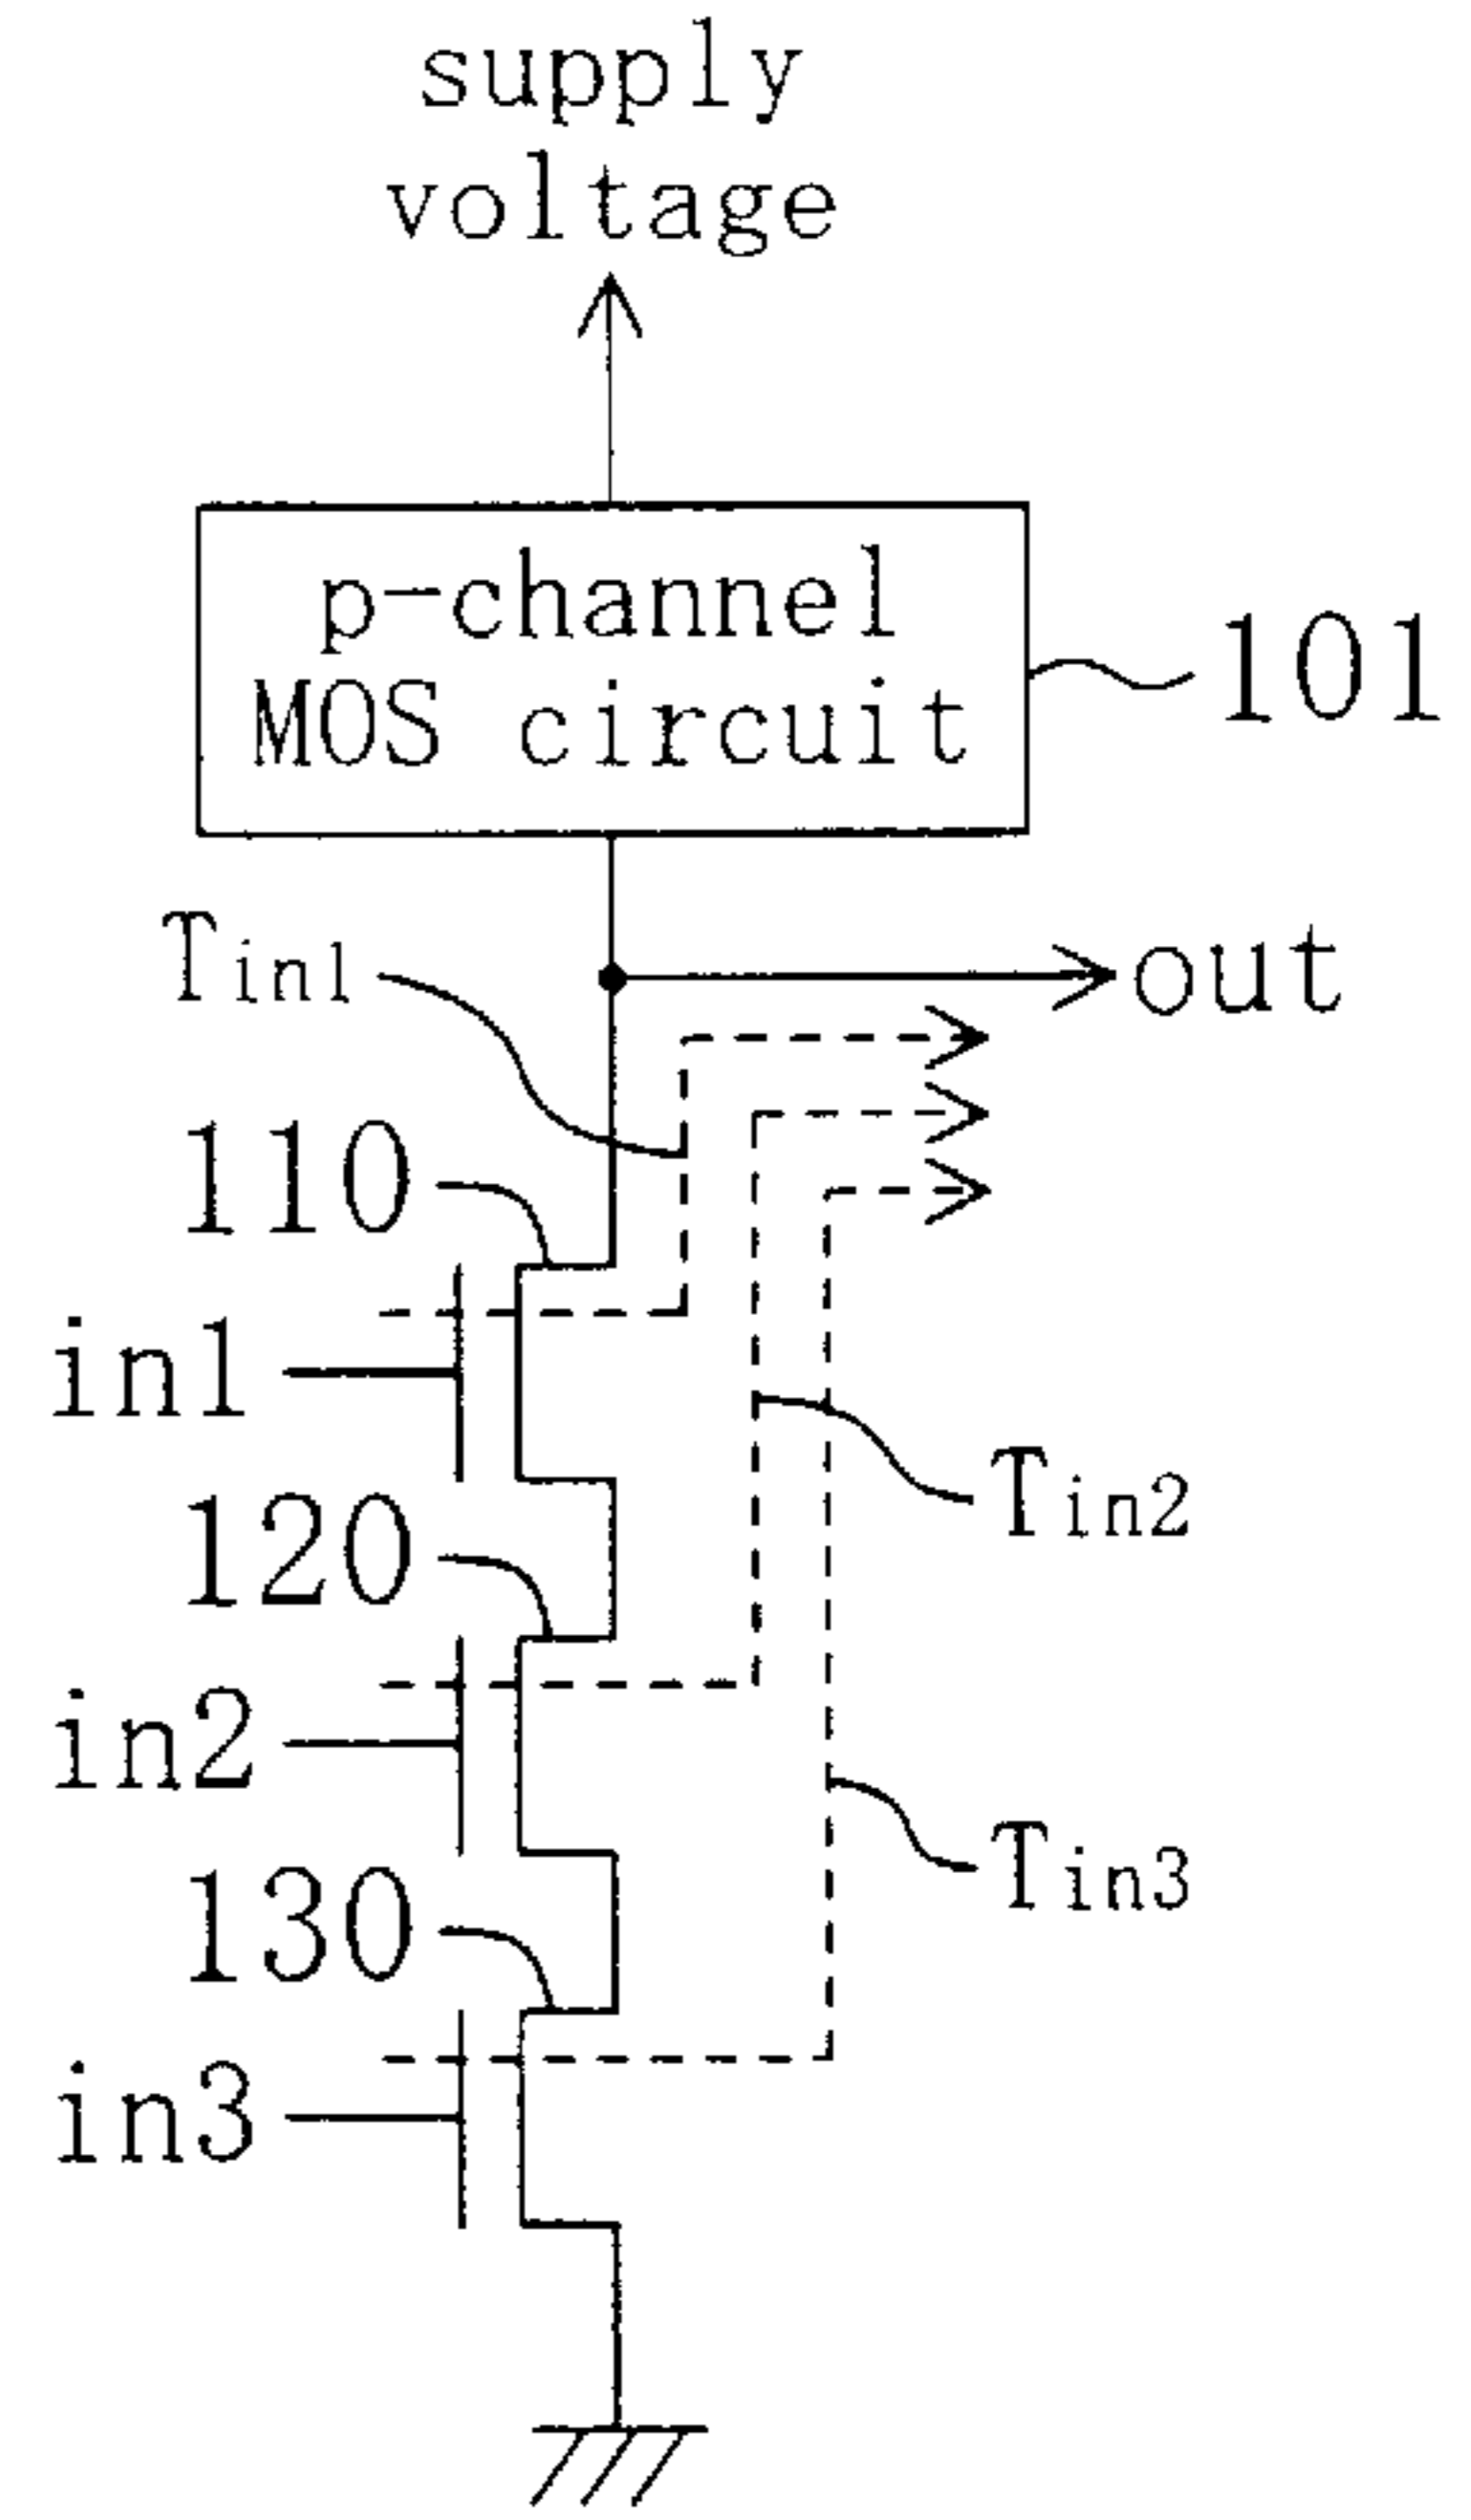 supply
voltage
p-channel
MOS circuit
101
Tin1
out
110
in1
Tin2
120
in2
Tin3
130
in3